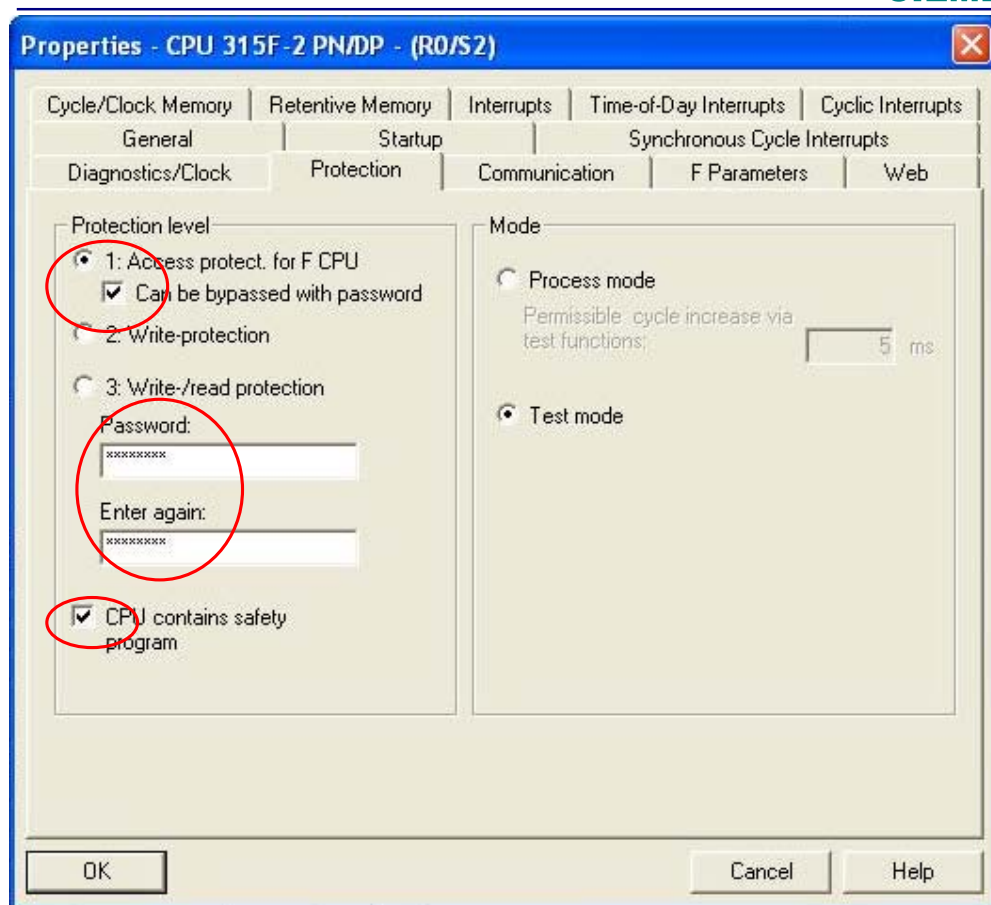 Properties - CPU 315F-2 PN/DP - (R0/S2)
Cycle/Clock Memory Retentive Memory Interrupts Time-of-Day Interrupts Cyclic Interrupts
General Startup Synchronous Cycle Interrupts
Diagnostics/Clock Protection Communication F Parameters Web
Protection level
1: Access protect. for F CPU
Can be bypassed with password
2: Write-protection
3: Write-/read protection
Password:
********
Enter again:
********
CPU contains safety
program
Mode
Process mode
Permissible cycle increase via
test functions:
5 ms
Test mode
OK Cancel Help